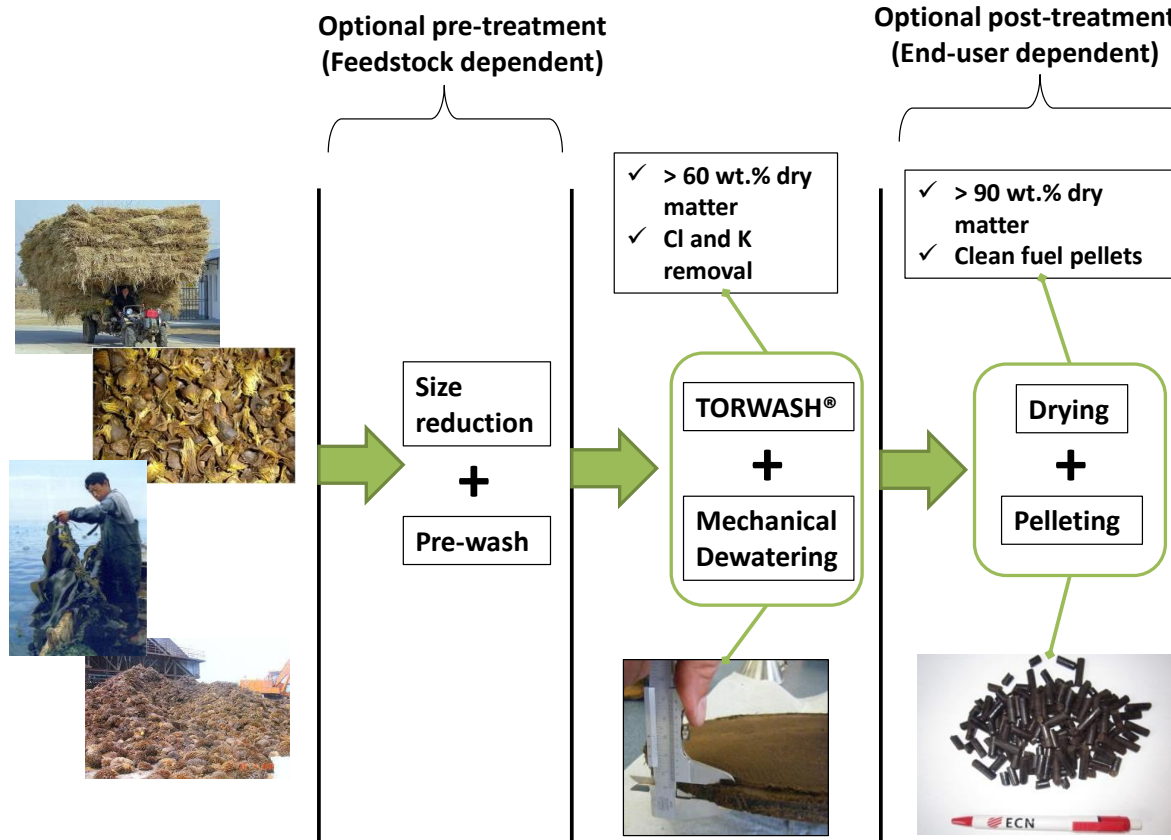 Optional pre-treatment
(Feedstock dependent)
Optional post-treatment
(End-user dependent)
✓ > 60 wt.% dry
matter
✓ Cl and K
removal
✓ > 90 wt.% dry
matter
✓ Clean fuel pellets
Size
reduction
+
Pre-wash
TORWASH®
+
Mechanical
Dewatering
Drying
+
Pelleting
ECN